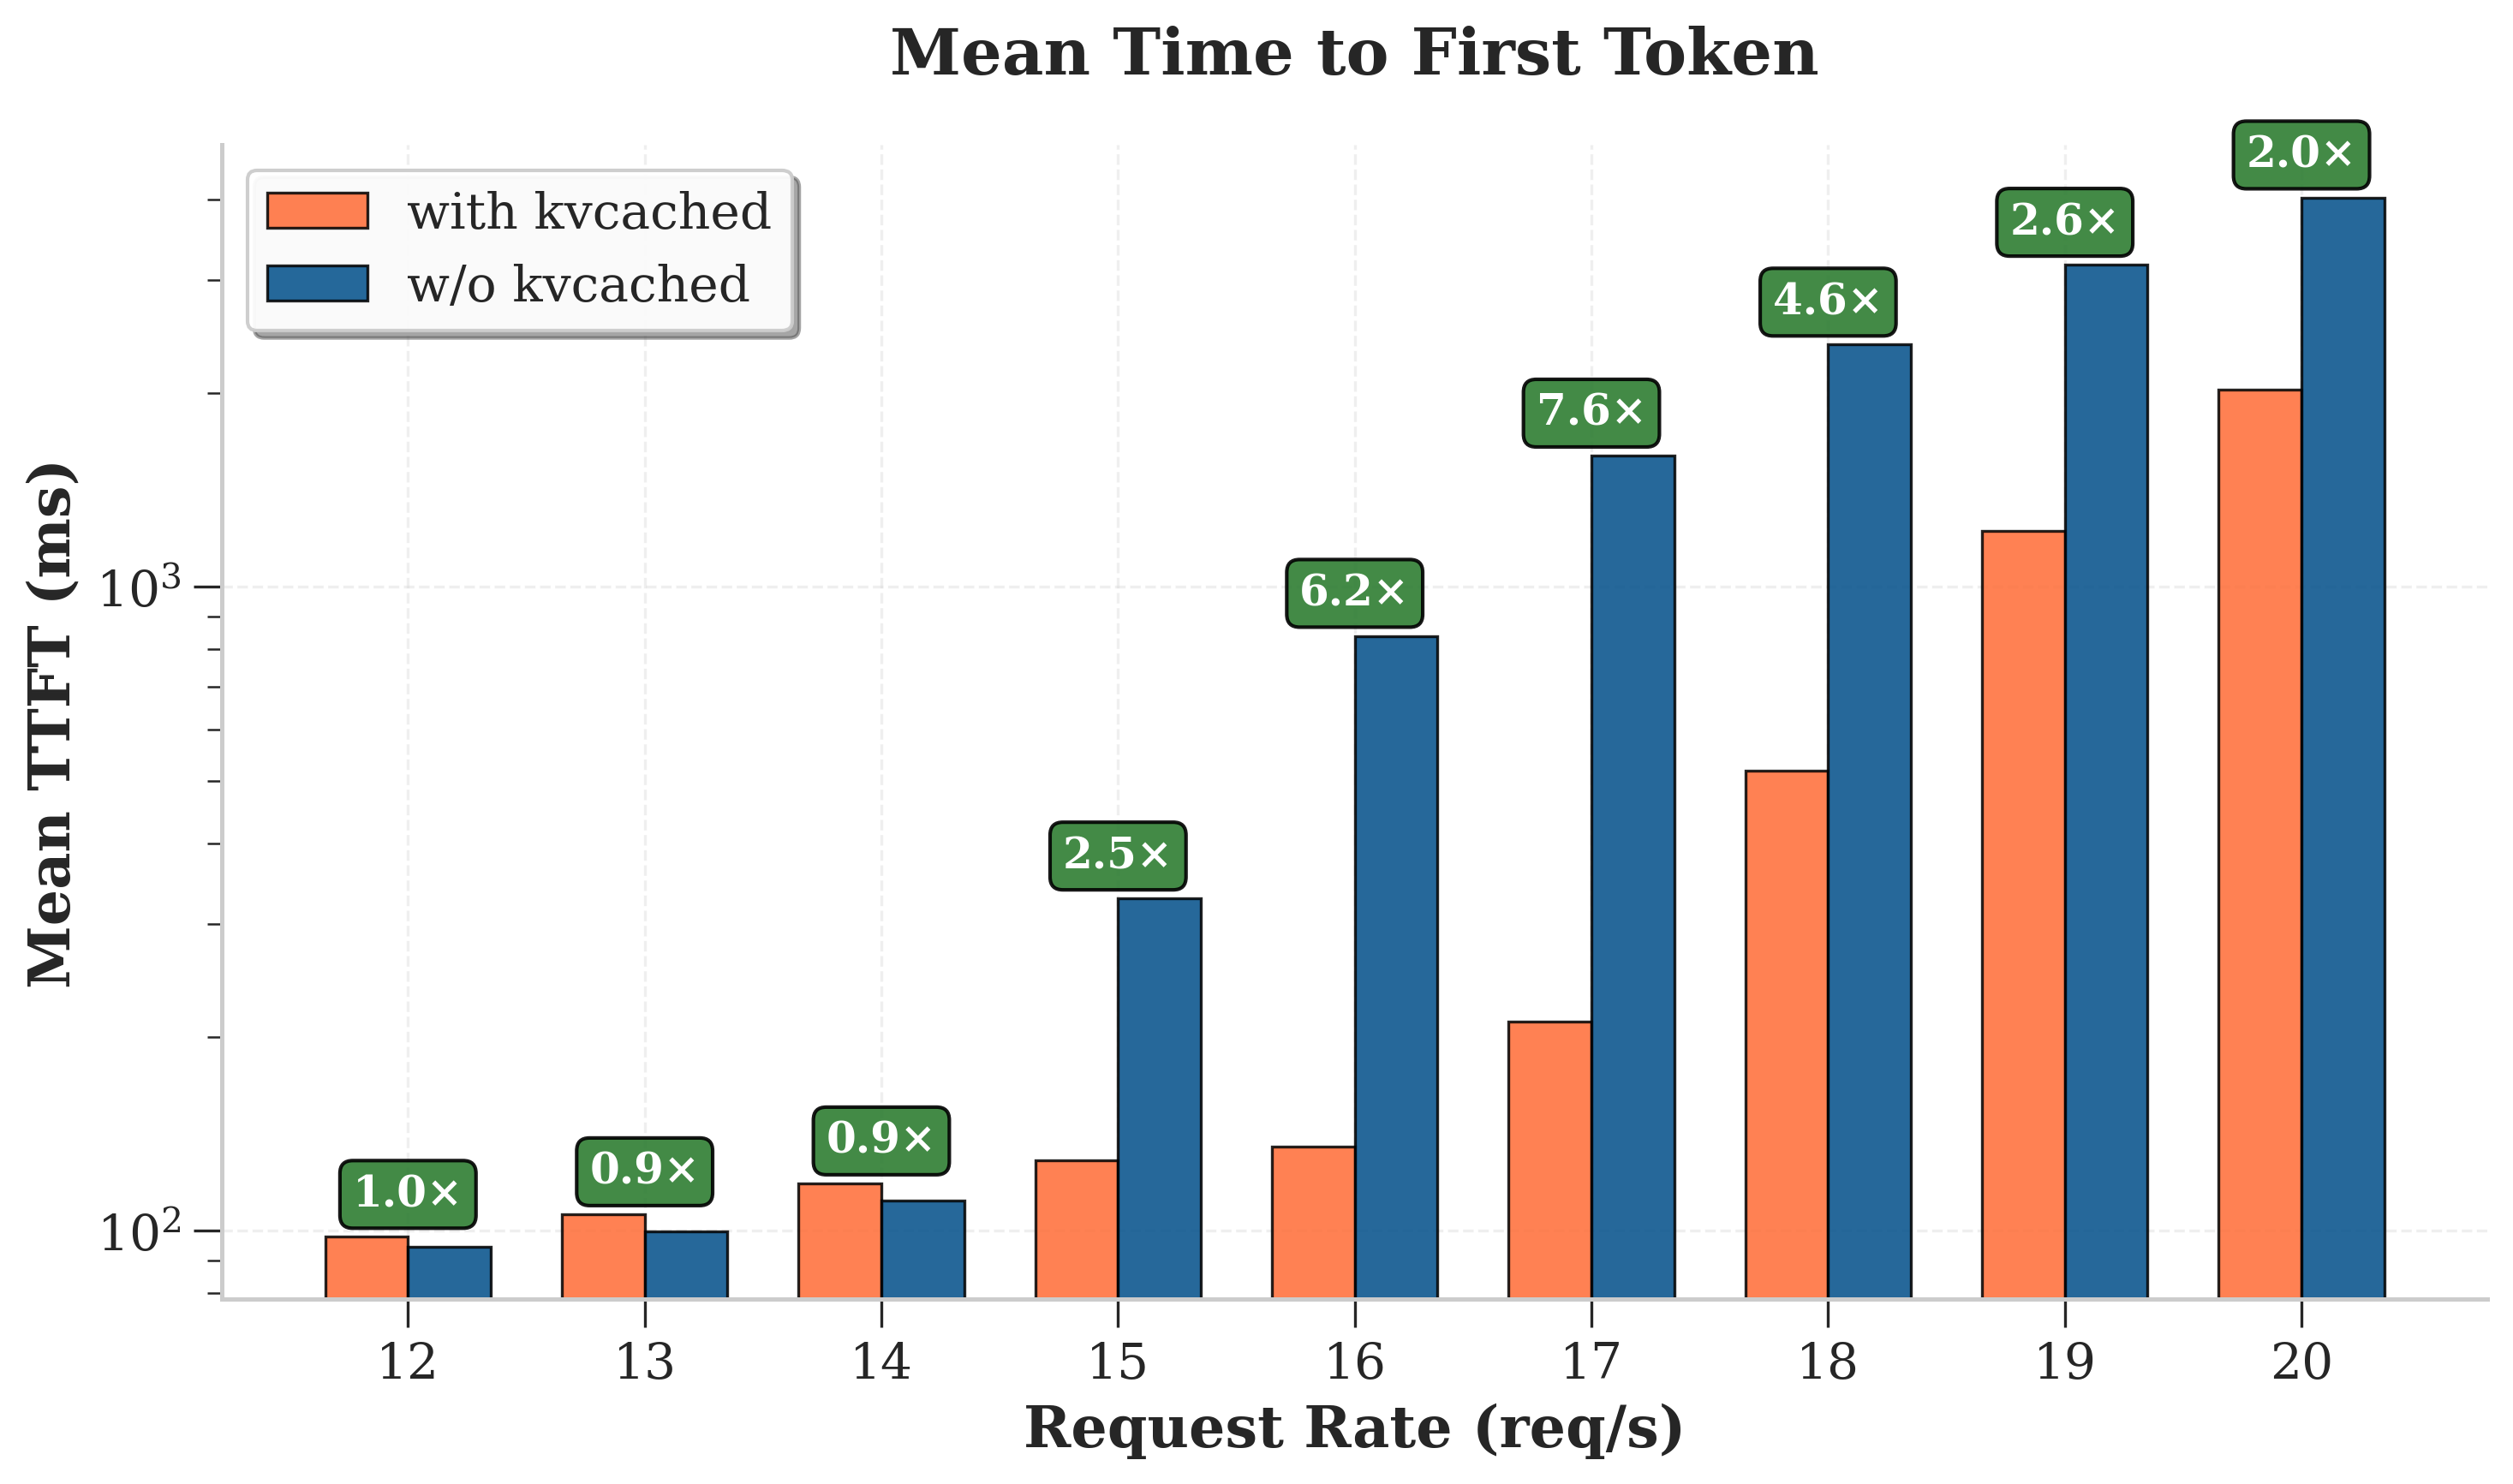 Mean Time to First Token
with kvcached
w/o kvcached
2.0×
2.6×
4.6×
7.6×
6.2×
2.5×
0.9×
0.9×
1.0×
Mean TTFT (ms)
10³
10²
12 13 14 15 16 17 18 19 20
Request Rate (req/s)